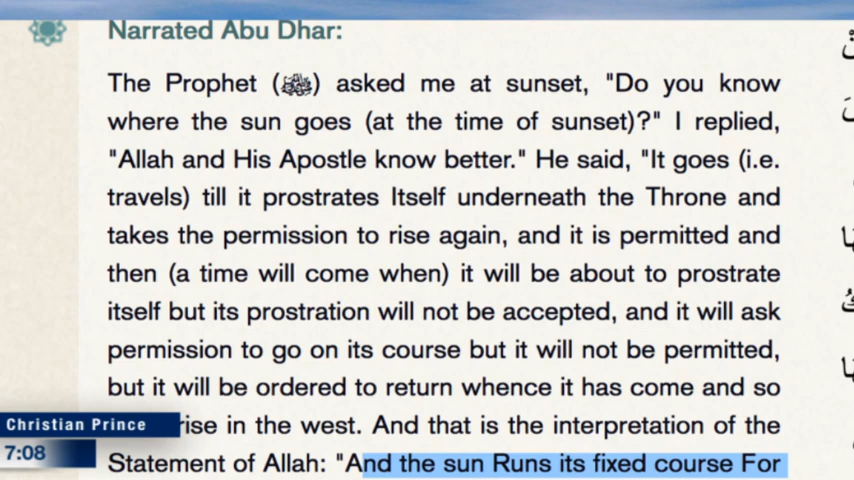 Narrated Abu Dhar:
The Prophet (ﷺ) asked me at sunset, "Do you know
where the sun goes (at the time of sunset)?" I replied,
"Allah and His Apostle know better." He said, "It goes (i.e.
travels) till it prostrates Itself underneath the Throne and
takes the permission to rise again, and it is permitted and
then (a time will come when) it will be about to prostrate
itself but its prostration will not be accepted, and it will ask
permission to go on its course but it will not be permitted,
but it will be ordered to return whence it has come and so
rise in the west. And that is the interpretation of the
Statement of Allah: "And the sun Runs its fixed course For
Christian Prince
7:08